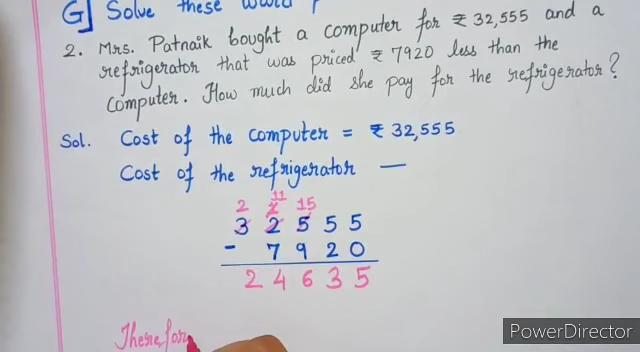 G] Solve these
2. Mrs. Patnaik bought a computer for ₹ 32,555 and a
refrigerator that was priced ₹ 7920 less than the
computer. How much did she pay for the refrigerator?
Sol. Cost of the computer = ₹ 32,555
Cost of the refrigerator —
2 11 15
3 2 5 5 5
- 7 9 2 0
2 4 6 3 5
Therefor
PowerDirector